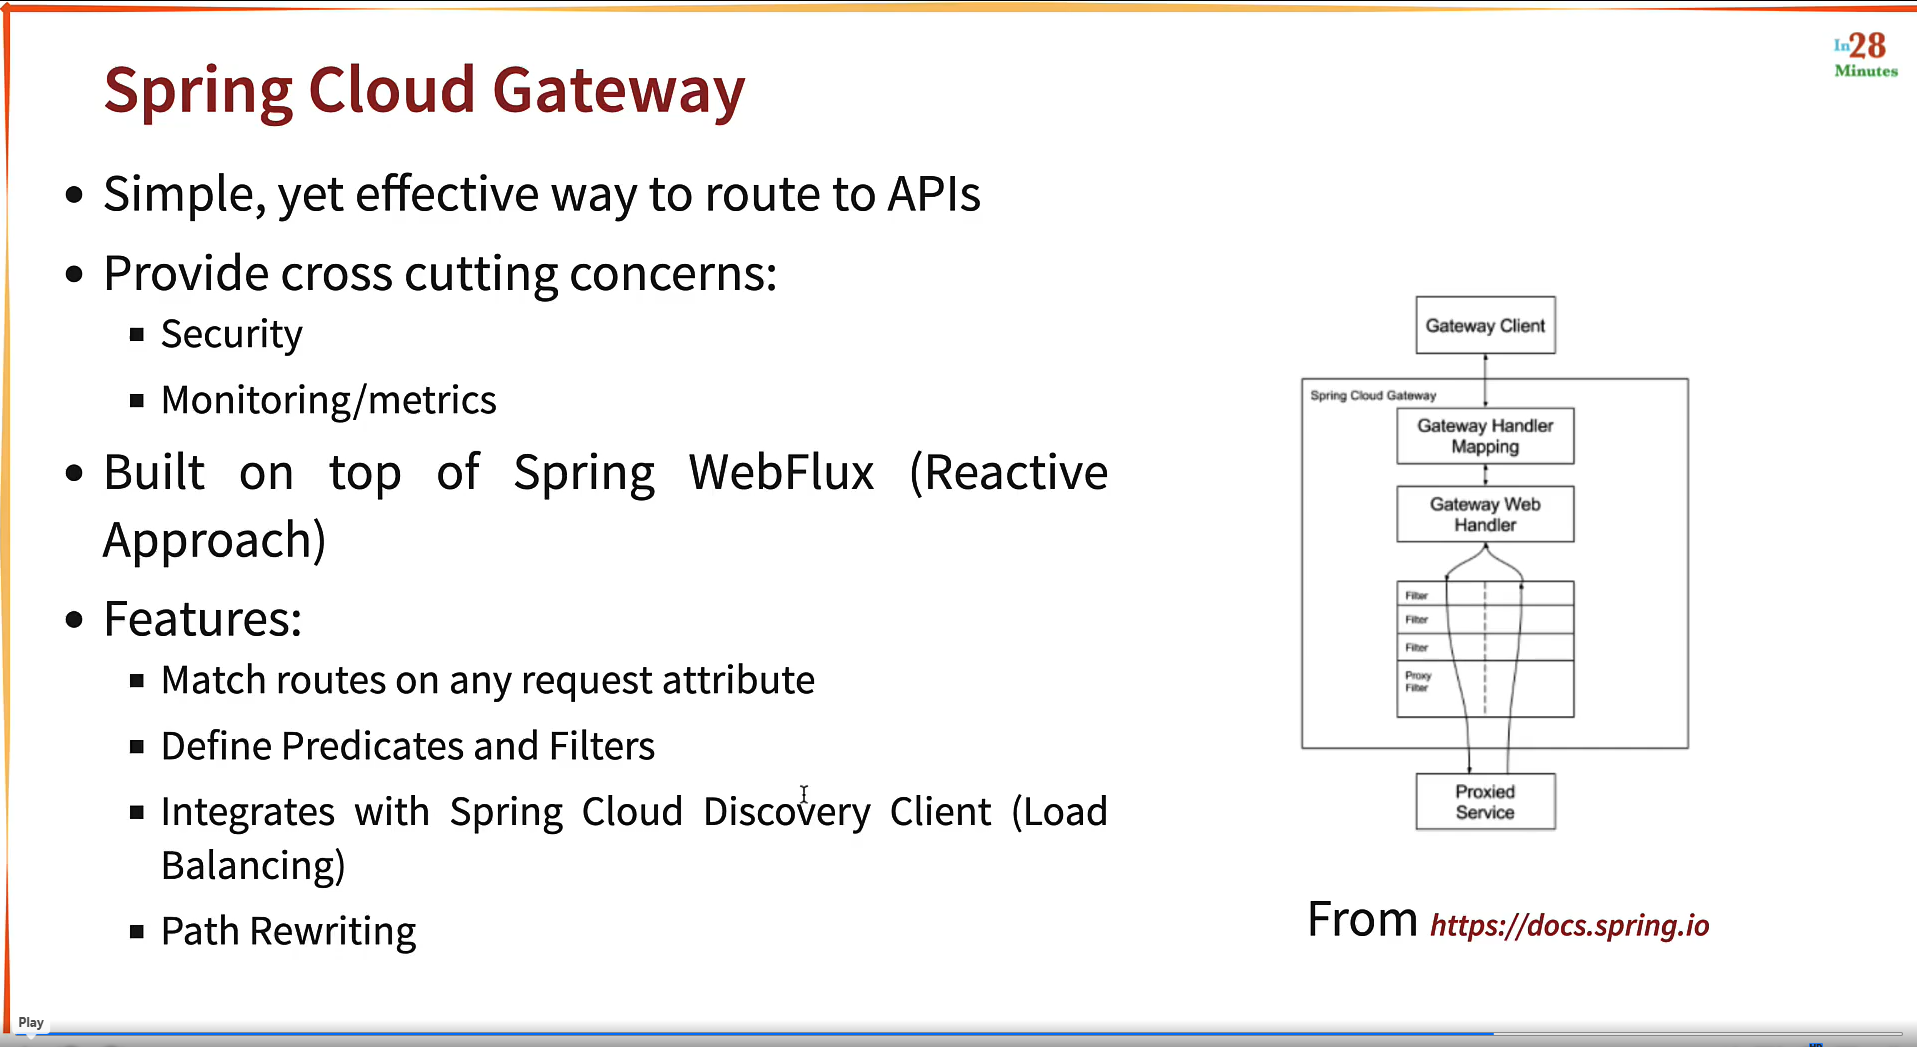 In28
Minutes
Spring Cloud Gateway
Simple, yet effective way to route to APIs
Provide cross cutting concerns:
Security
Monitoring/metrics
Built on top of Spring WebFlux (Reactive
Approach)
Features:
Match routes on any request attribute
Define Predicates and Filters
Integrates with Spring Cloud Discovery Client (Load
Balancing)
Path Rewriting
Gateway Client
Spring Cloud Gateway
Gateway Handler
Mapping
Gateway Web
Handler
Filter
Filter
Filter
Proxy
Filter
Proxied
Service
From https://docs.spring.io
Play